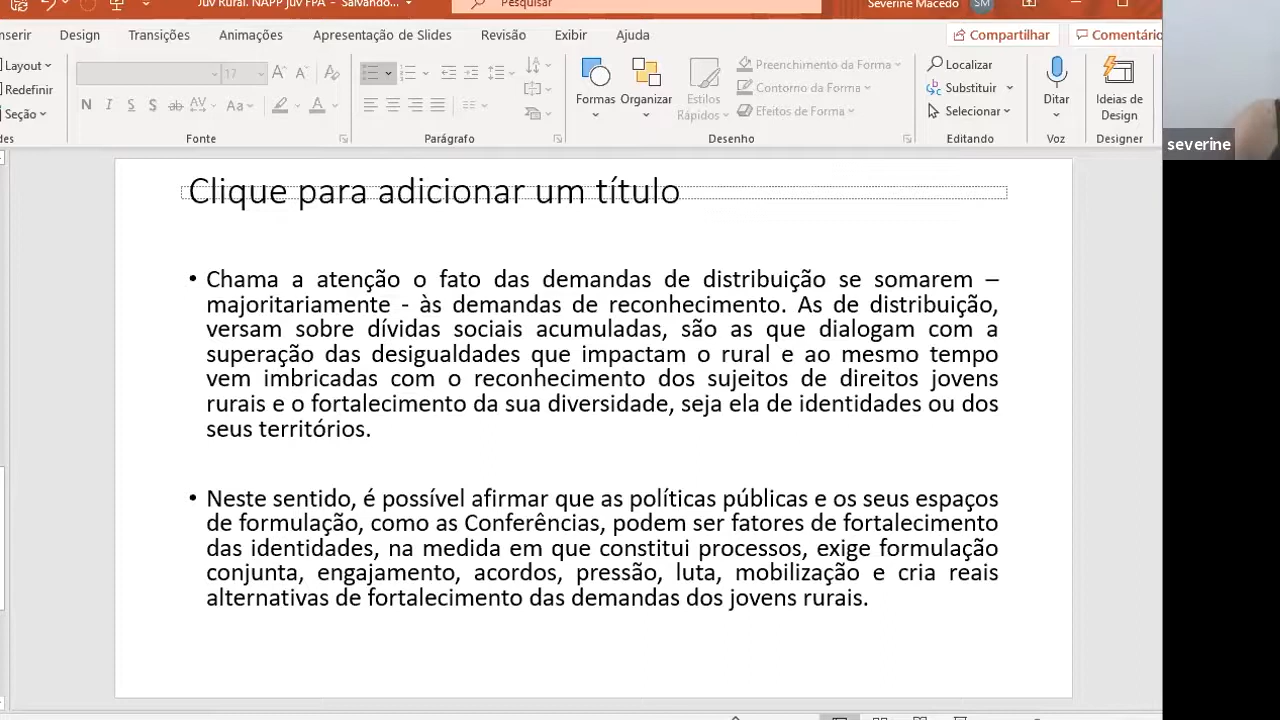 Juv Rural. NAPP Juv FPA - Salvando...
Pesquisar
Severine Macedo
SM
nserir Design Transições Animações Apresentação de Slides Revisão Exibir Ajuda Compartilhar Comentário
Layout
Redefinir
Seção
17
N I S S ab AV Aa A
Formas
Organizar
Estilos
Rápidos
Preenchimento da Forma
Contorno da Forma
Efeitos de Forma
Localizar
Substituir
Selecionar
Ditar
Ideias de
Design
des Fonte Parágrafo Desenho Editando Voz Designer
severine
Clique para adicionar um título
• Chama a atenção o fato das demandas de distribuição se somarem –
majoritariamente - às demandas de reconhecimento. As de distribuição,
versam sobre dívidas sociais acumuladas, são as que dialogam com a
superação das desigualdades que impactam o rural e ao mesmo tempo
vem imbricadas com o reconhecimento dos sujeitos de direitos jovens
rurais e o fortalecimento da sua diversidade, seja ela de identidades ou dos
seus territórios.
• Neste sentido, é possível afirmar que as políticas públicas e os seus espaços
de formulação, como as Conferências, podem ser fatores de fortalecimento
das identidades, na medida em que constitui processos, exige formulação
conjunta, engajamento, acordos, pressão, luta, mobilização e cria reais
alternativas de fortalecimento das demandas dos jovens rurais.